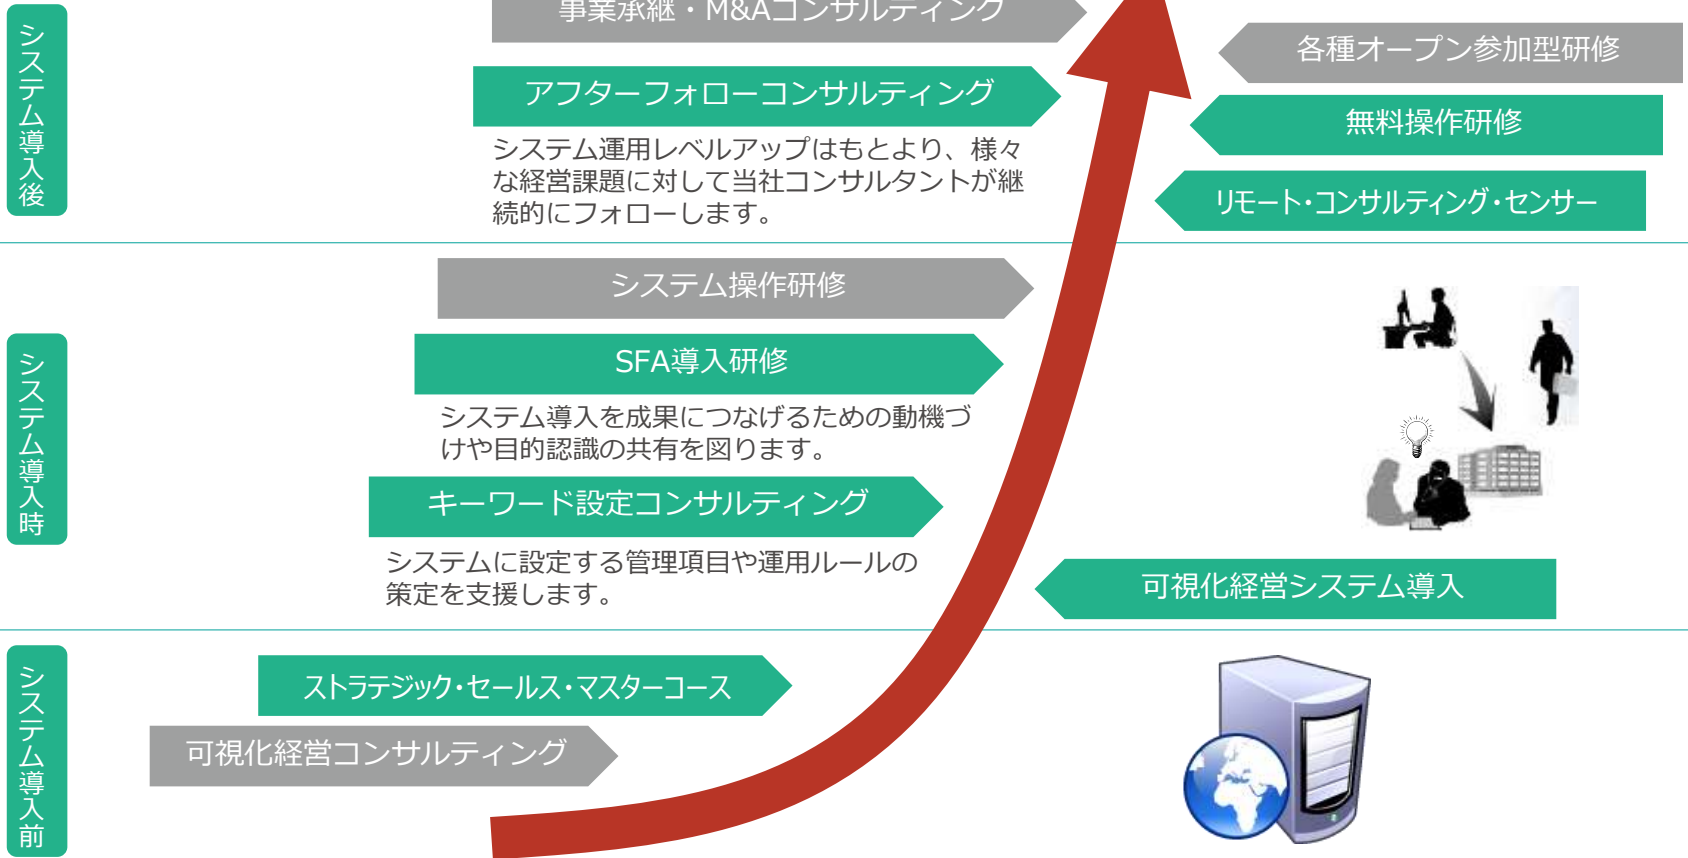 システム導入後
事業承継・M&Aコンサルティング
アフターフォローコンサルティング
システム運用レベルアップはもとより、様々
な経営課題に対して当社コンサルタントが継
続的にフォローします。
各種オープン参加型研修
無料操作研修
リモート・コンサルティング・センサー
システム導入時
システム操作研修
SFA導入研修
システム導入を成果につなげるための動機づ
けや目的認識の共有を図ります。
キーワード設定コンサルティング
システムに設定する管理項目や運用ルールの
策定を支援します。
可視化経営システム導入
システム導入前
ストラテジック・セールス・マスターコース
可視化経営コンサルティング